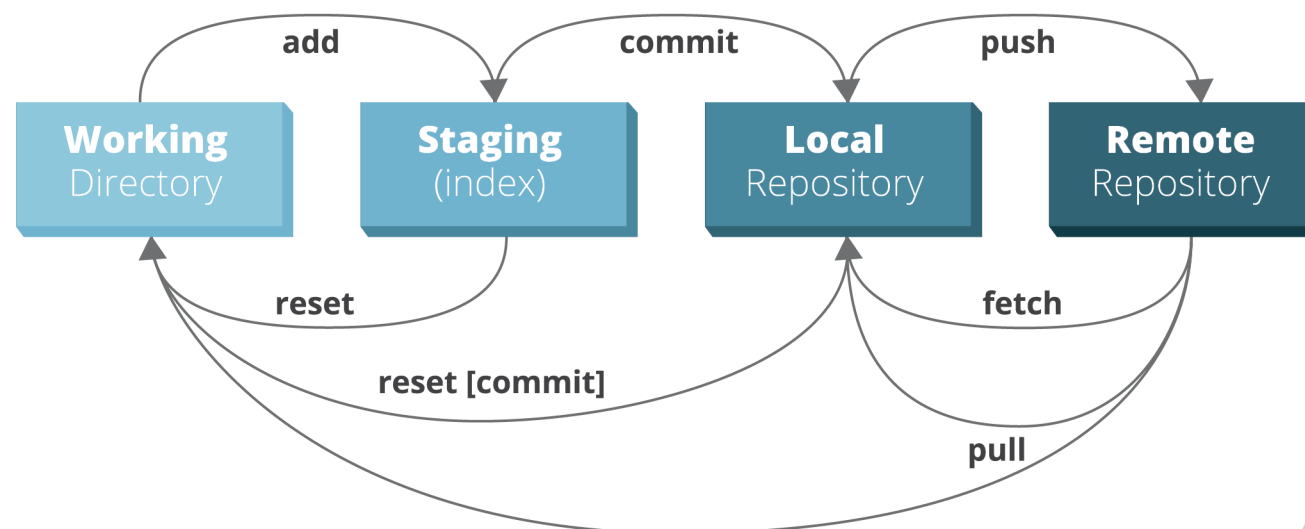 add
commit
push
Working
Directory
Staging
(index)
Local
Repository
Remote
Repository
reset
fetch
reset [commit]
pull